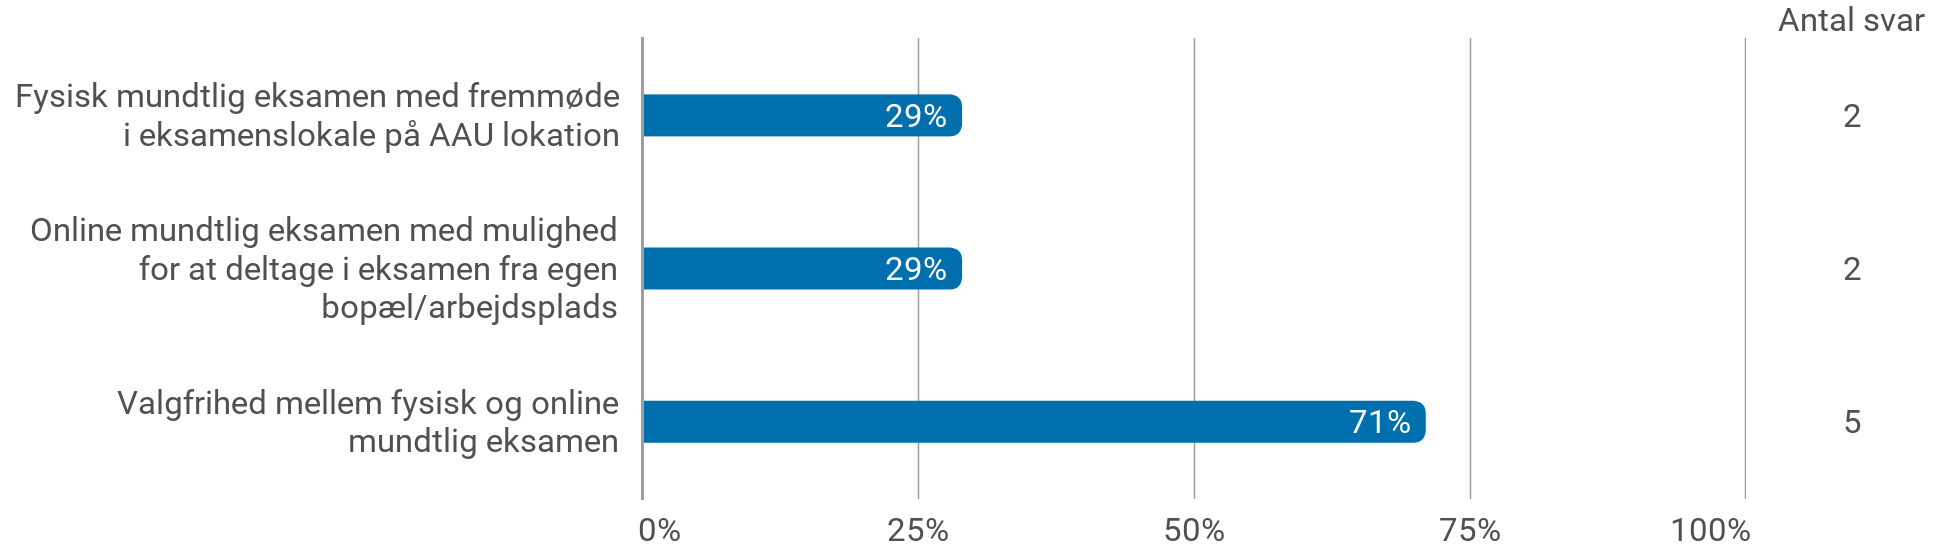 Antal svar
Fysisk mundtlig eksamen med fremmøde
i eksamenslokale på AAU lokation
29%
2
Online mundtlig eksamen med mulighed
for at deltage i eksamen fra egen
bopæl/arbejdsplads
29%
2
Valgfrihed mellem fysisk og online
mundtlig eksamen
71%
5
0% 25% 50% 75% 100%